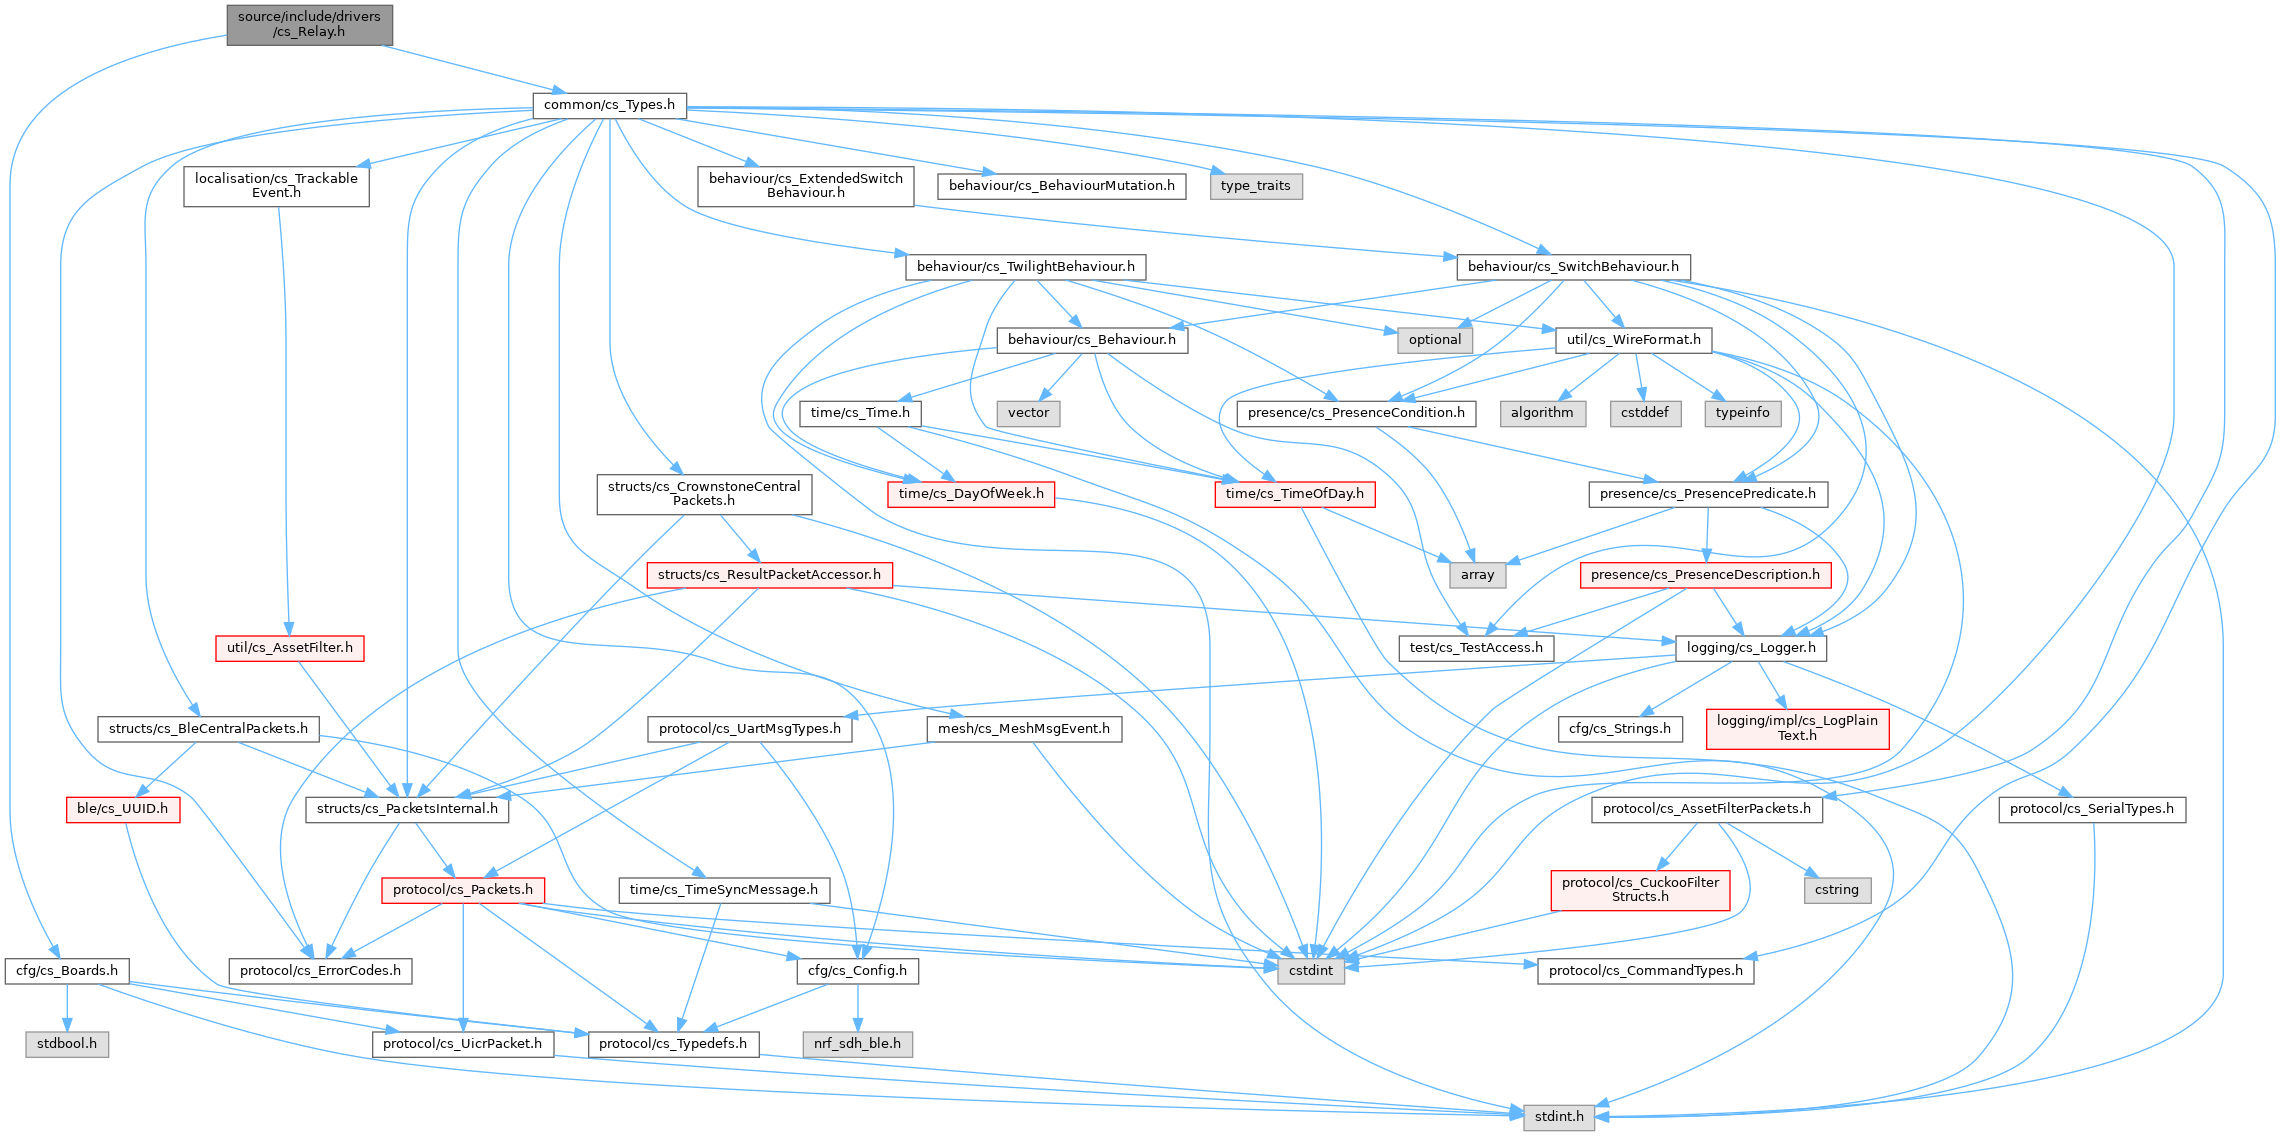 source/include/drivers
/cs_Relay.h
common/cs_Types.h
localisation/cs_Trackable
Event.h
behaviour/cs_ExtendedSwitch
Behaviour.h
behaviour/cs_BehaviourMutation.h
type_traits
behaviour/cs_TwilightBehaviour.h
behaviour/cs_SwitchBehaviour.h
behaviour/cs_Behaviour.h
optional
util/cs_WireFormat.h
time/cs_Time.h
vector
presence/cs_PresenceCondition.h
algorithm
cstddef
typeinfo
structs/cs_CrownstoneCentral
Packets.h
time/cs_DayOfWeek.h
time/cs_TimeOfDay.h
presence/cs_PresencePredicate.h
structs/cs_ResultPacketAccessor.h
array
presence/cs_PresenceDescription.h
util/cs_AssetFilter.h
test/cs_TestAccess.h
logging/cs_Logger.h
structs/cs_BleCentralPackets.h
protocol/cs_UartMsgTypes.h
mesh/cs_MeshMsgEvent.h
cfg/cs_Strings.h
logging/impl/cs_LogPlain
Text.h
ble/cs_UUID.h
structs/cs_PacketsInternal.h
protocol/cs_AssetFilterPackets.h
protocol/cs_SerialTypes.h
protocol/cs_Packets.h
time/cs_TimeSyncMessage.h
protocol/cs_CuckooFilter
Structs.h
cstring
cfg/cs_Boards.h
protocol/cs_ErrorCodes.h
cfg/cs_Config.h
cstdint
protocol/cs_CommandTypes.h
stdbool.h
protocol/cs_UicrPacket.h
protocol/cs_Typedefs.h
nrf_sdh_ble.h
stdint.h